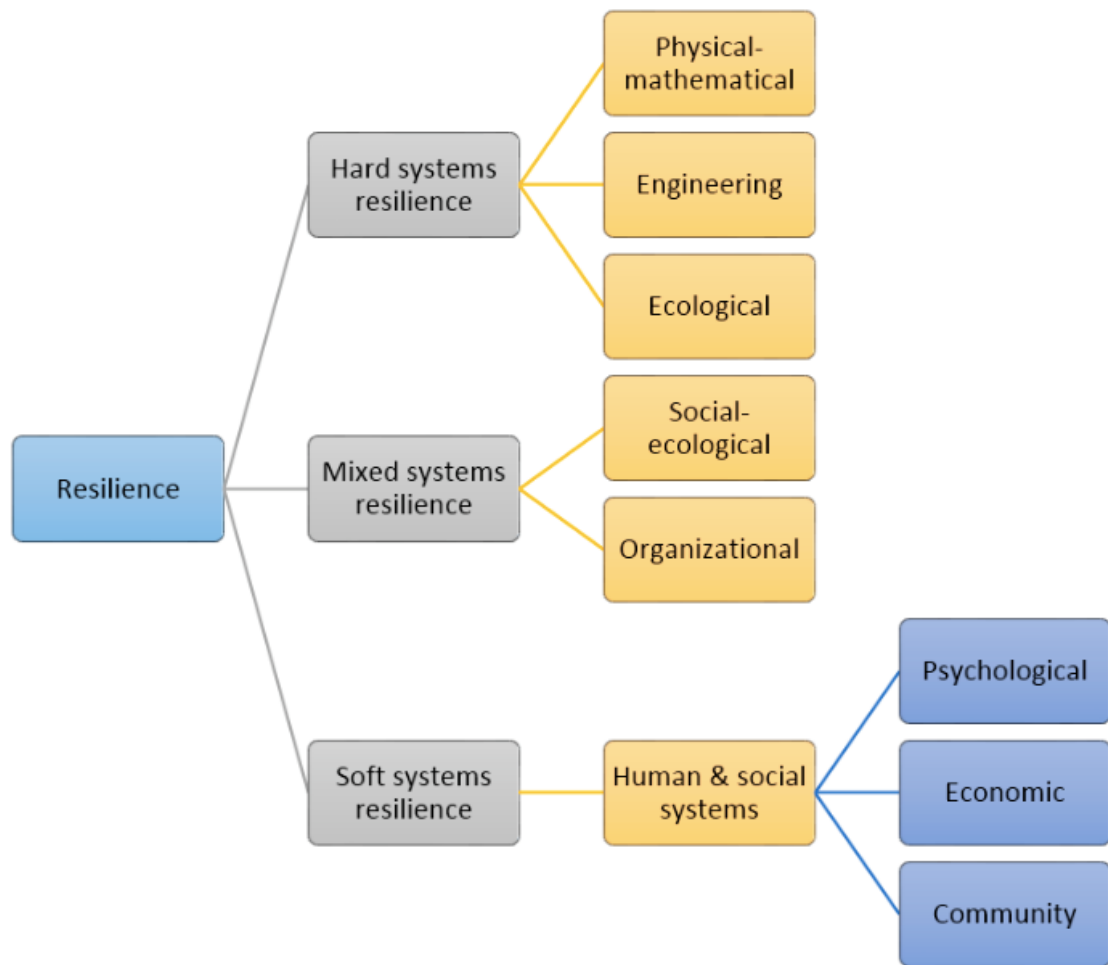 Resilience
Hard systems
resilience
Physical-
mathematical
Engineering
Ecological
Mixed systems
resilience
Social-
ecological
Organizational
Soft systems
resilience
Human & social
systems
Psychological
Economic
Community